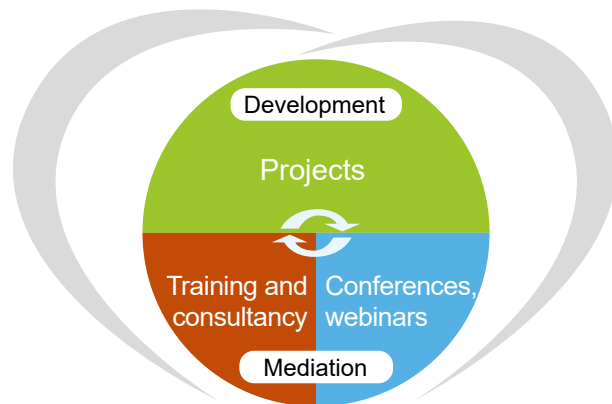 Development
Projects
Training and
consultancy
Conferences,
webinars
Mediation